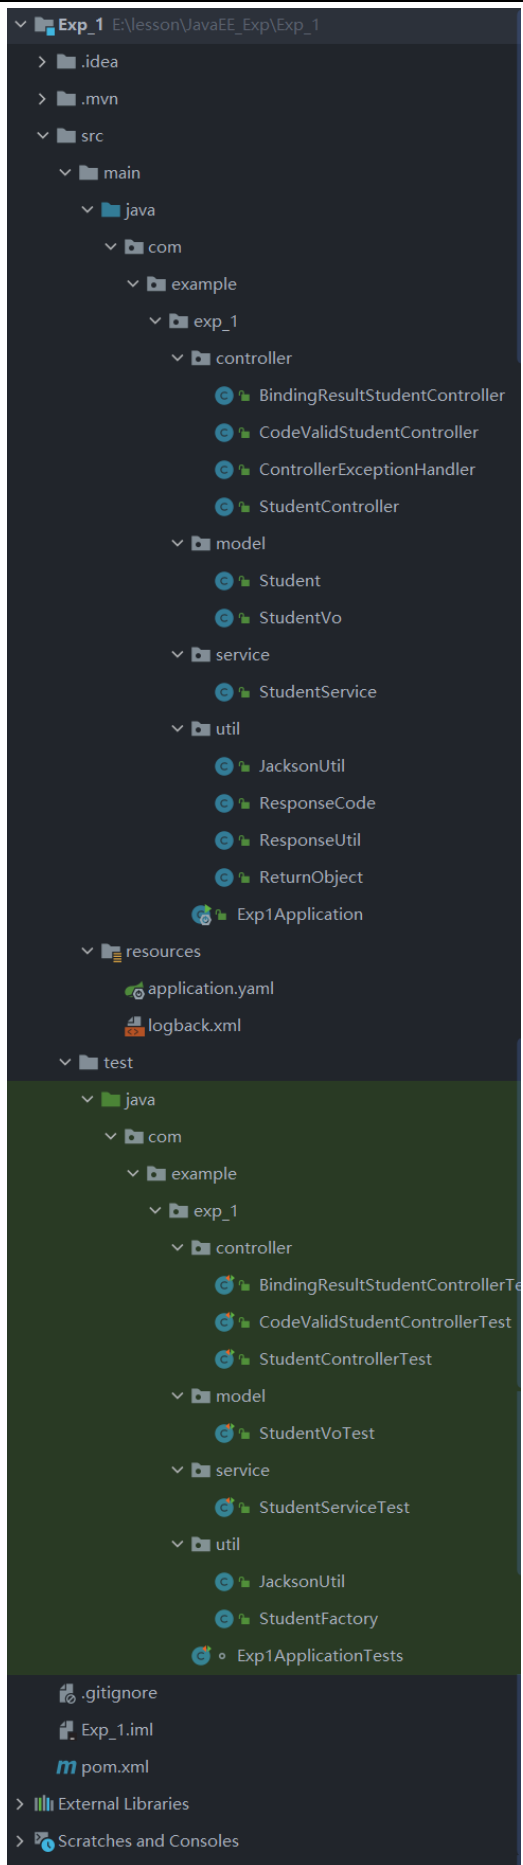 Exp_1 E:\lesson\JavaEE_Exp\Exp_1
.idea
.mvn
src
main
java
com
example
exp_1
controller
BindingResultStudentController
CodeValidStudentController
ControllerExceptionHandler
StudentController
model
Student
StudentVo
service
StudentService
util
JacksonUtil
ResponseCode
ResponseUtil
ReturnObject
Exp1Application
resources
application.yaml
logback.xml
test
java
com
example
exp_1
controller
BindingResultStudentControllerTe
CodeValidStudentControllerTest
StudentControllerTest
model
StudentVoTest
service
StudentServiceTest
util
JacksonUtil
StudentFactory
Exp1ApplicationTests
.gitignore
Exp_1.iml
pom.xml
External Libraries
Scratches and Consoles